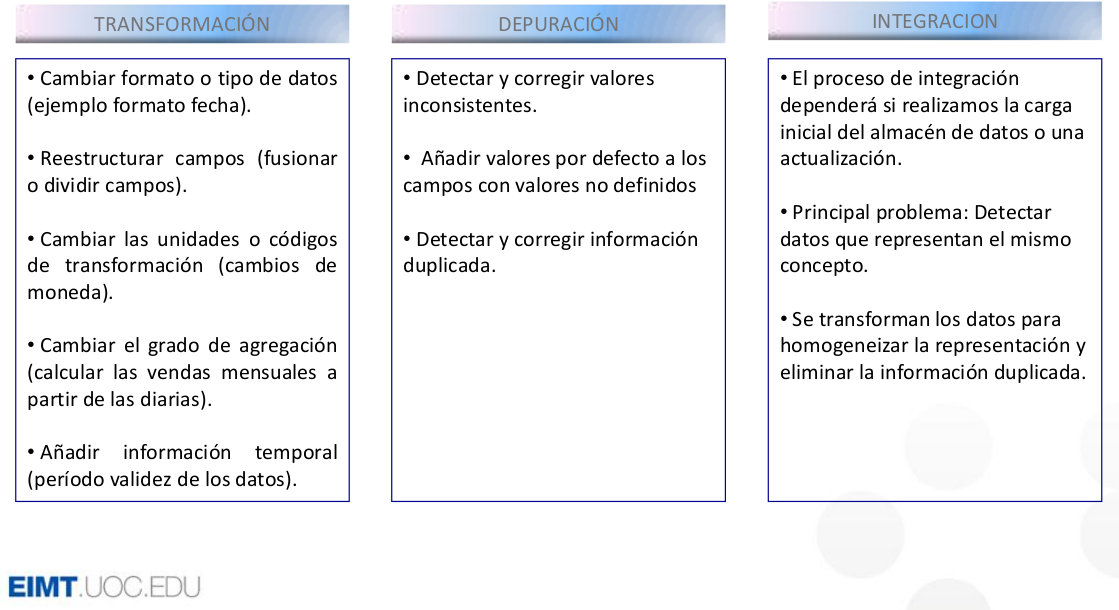 TRANSFORMACIÓN
• Cambiar formato o tipo de datos
(ejemplo formato fecha).
• Reestructurar campos (fusionar
o dividir campos).
• Cambiar las unidades o códigos
de transformación (cambios de
moneda).
• Cambiar el grado de agregación
(calcular las vendas mensuales a
partir de las diarias).
• Añadir información temporal
(período validez de los datos).
DEPURACIÓN
• Detectar y corregir valores
inconsistentes.
• Añadir valores por defecto a los
campos con valores no definidos
• Detectar y corregir información
duplicada.
INTEGRACION
• El proceso de integración
dependerá si realizamos la carga
inicial del almacén de datos o una
actualización.
• Principal problema: Detectar
datos que representan el mismo
concepto.
• Se transforman los datos para
homogeneizar la representación y
eliminar la información duplicada.
EIMT.UOC.EDU